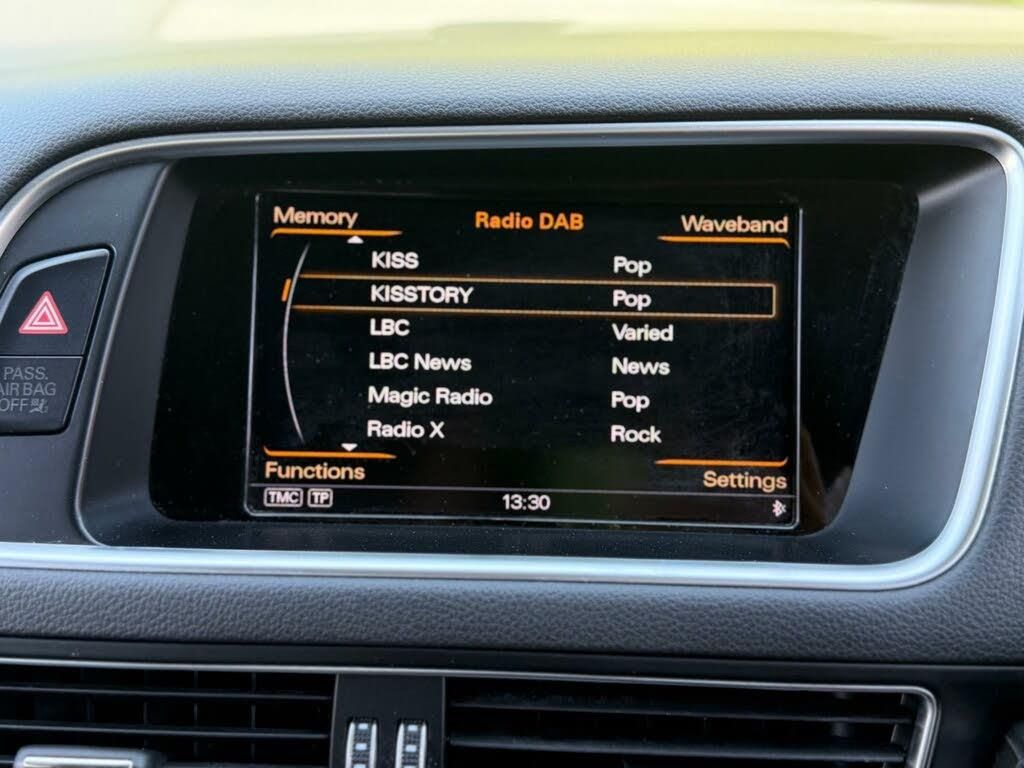 Memory Radio DAB Waveband
KISS Pop
KISSTORY Pop
LBC Varied
LBC News News
Magic Radio Pop
Radio X Rock
Functions Settings
TMC TP 13:30
PASS.
AIR BAG
OFF